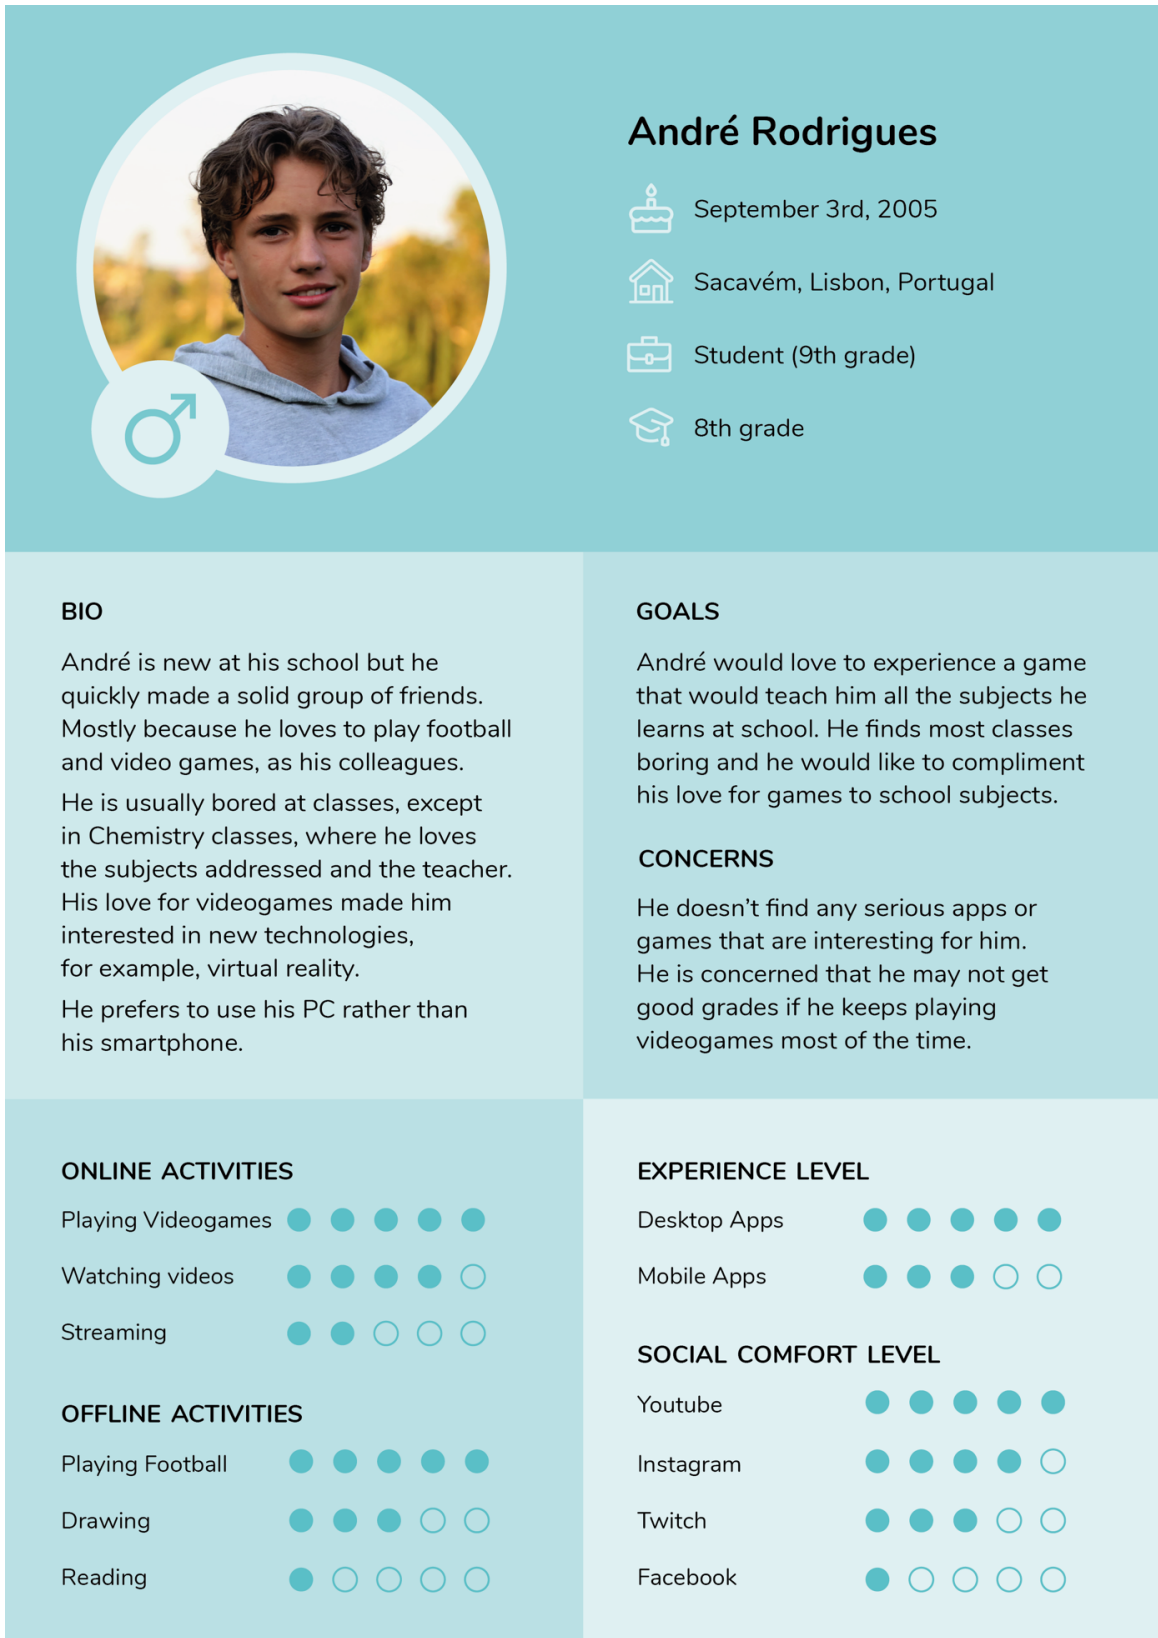 André Rodrigues
September 3rd, 2005
Sacavém, Lisbon, Portugal
Student (9th grade)
8th grade
BIO
André is new at his school but he
quickly made a solid group of friends.
Mostly because he loves to play football
and video games, as his colleagues.
He is usually bored at classes, except
in Chemistry classes, where he loves
the subjects addressed and the teacher.
His love for videogames made him
interested in new technologies,
for example, virtual reality.
He prefers to use his PC rather than
his smartphone.
GOALS
André would love to experience a game
that would teach him all the subjects he
learns at school. He finds most classes
boring and he would like to compliment
his love for games to school subjects.
CONCERNS
He doesn’t find any serious apps or
games that are interesting for him.
He is concerned that he may not get
good grades if he keeps playing
videogames most of the time.
ONLINE ACTIVITIES
Playing Videogames
Watching videos
Streaming
OFFLINE ACTIVITIES
Playing Football
Drawing
Reading
EXPERIENCE LEVEL
Desktop Apps
Mobile Apps
SOCIAL COMFORT LEVEL
Youtube
Instagram
Twitch
Facebook